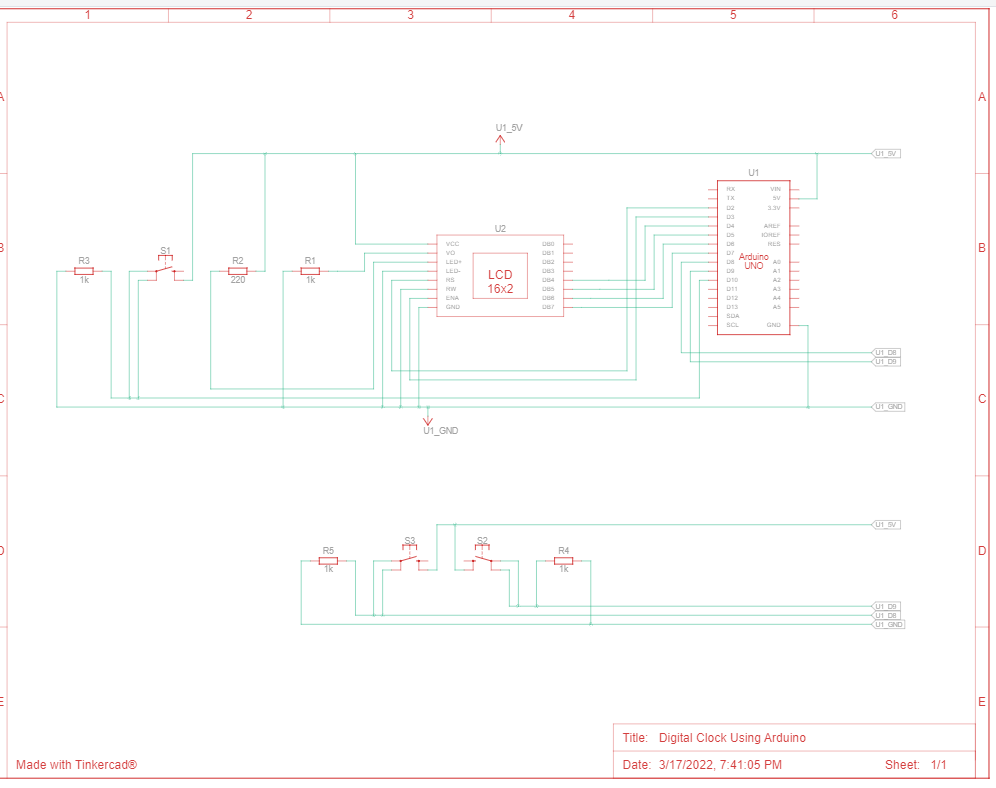 1 2 3 4 5 6
A A
U1_5V
U1_5V
U1
RX VIN
TX 5V
D2 3.3V
D3
D4 AREF
D5 IOREF
D6 RES
D7
D8 A0
D9 A1
D10 A2
D11 A3
D12 A4
D13 A5
SDA
SCL GND
Arduino
UNO
B B
U2
VCC DB0
VO DB1
LED+ DB2
LED- DB3
RS DB4
RW DB5
ENA DB6
GND DB7
LCD
16x2
S1
R3 R2 R1
1k 220 1k
U1_D8
U1_D9
C C
U1_GND
U1_GND
U1_5V
D D
R5 S3 S2 R4
1k 1k
U1_D9
U1_D8
U1_GND
E E
Title: Digital Clock Using Arduino
Made with Tinkercad® Date: 3/17/2022, 7:41:05 PM Sheet: 1/1